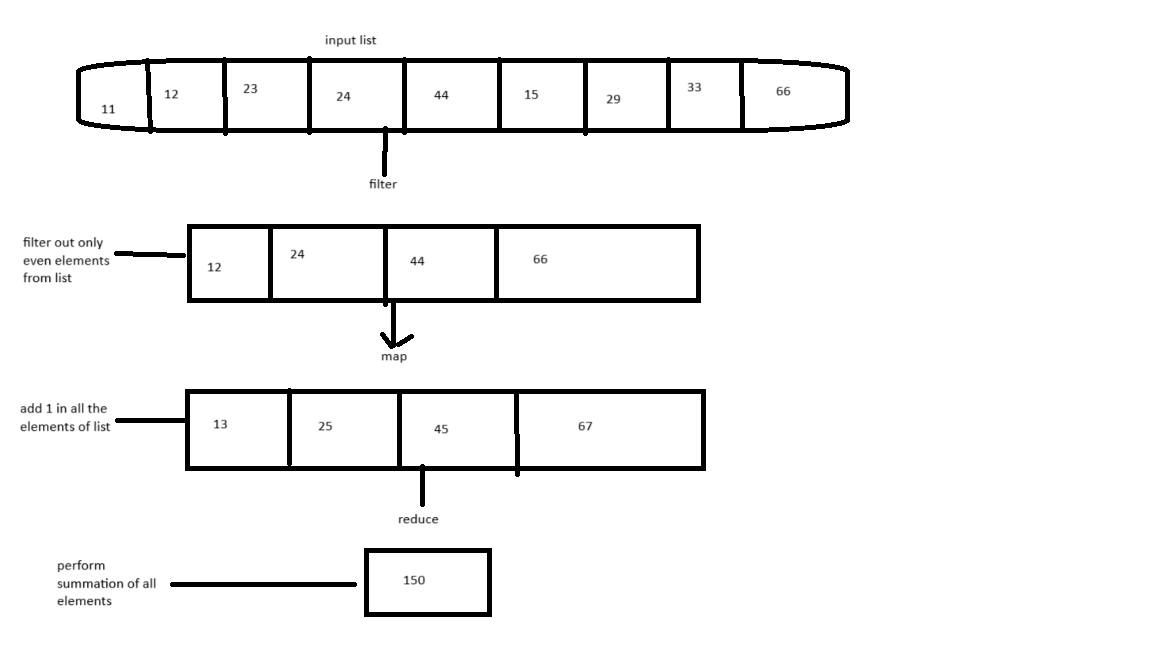 input list
11 12 23 24 44 15 29 33 66
filter
filter out only
even elements
from list
12 24 44 66
map
add 1 in all the
elements of list
13 25 45 67
reduce
perform
summation of all
elements
150